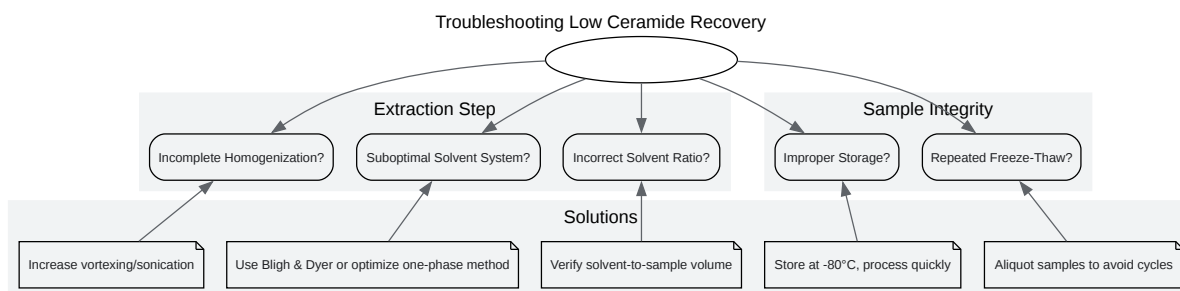 Troubleshooting Low Ceramide Recovery
Extraction Step
Sample Integrity
Incomplete Homogenization?
Suboptimal Solvent System?
Incorrect Solvent Ratio?
Improper Storage?
Repeated Freeze-Thaw?
Solutions
Increase vortexing/sonication
Use Bligh & Dyer or optimize one-phase method
Verify solvent-to-sample volume
Store at -80°C, process quickly
Aliquot samples to avoid cycles